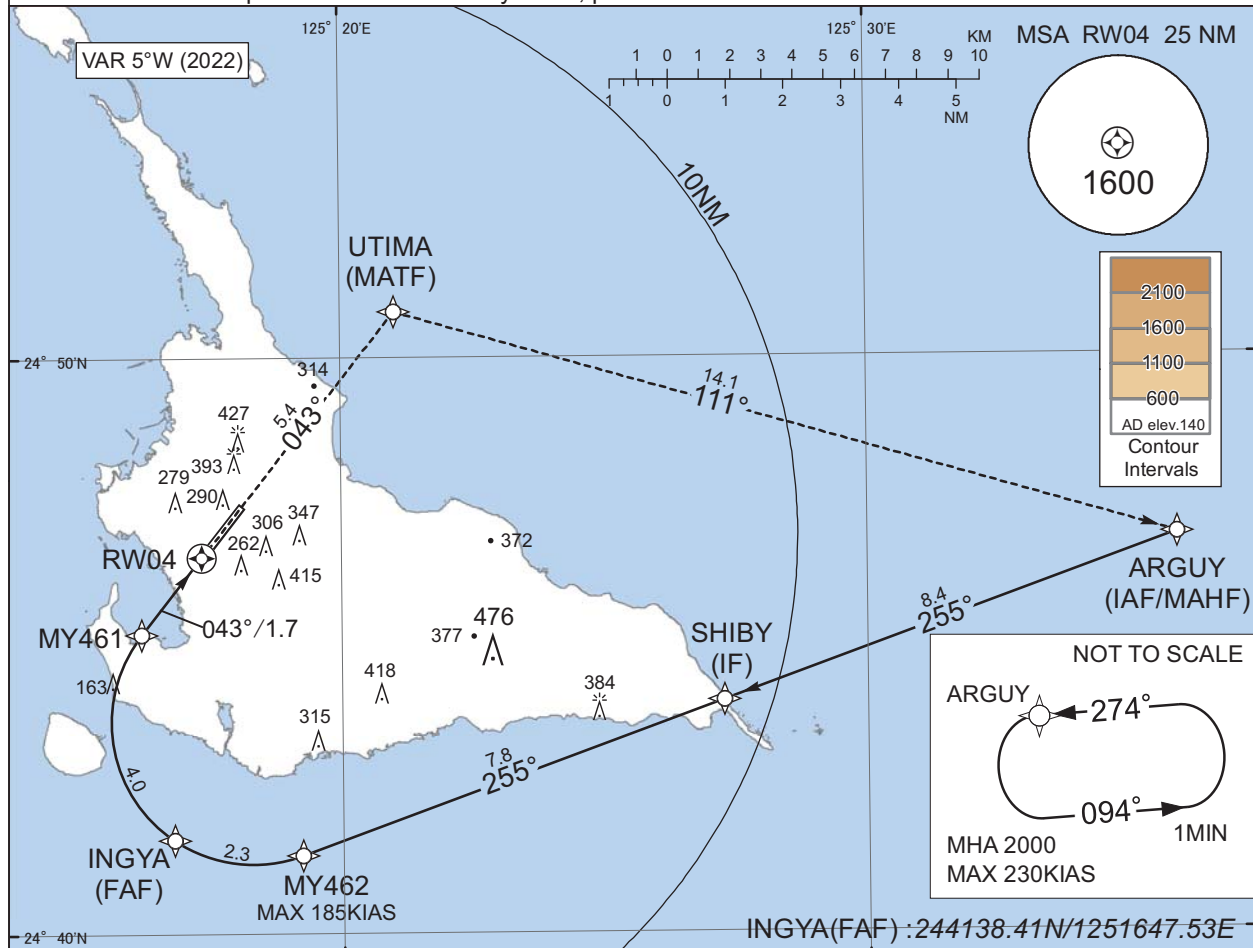 125° 20'E
125° 30'E
VAR 5°W (2022)
KM
1 0 1 2 3 4 5 6 7 8 9 10
1 0 1 2 3 4 5
NM
MSA RW04 25 NM
1600
10NM
UTIMA
(MATF)
2100
1600
1100
600
AD elev.140
Contour
Intervals
24° 50'N
314
14.1
111°
5.4
043°
427
393
279
290
347
306
262
415
372
RW04
ARGUY
(IAF/MAHF)
8.4
255°
MY461
043°/1.7
476
377
SHIBY
(IF)
163
418
384
315
7.8
255°
4.0
2.3
INGYA
(FAF)
MY462
MAX 185KIAS
NOT TO SCALE
ARGUY
274°
094°
1MIN
MHA 2000
MAX 230KIAS
INGYA(FAF) :244138.41N/1251647.53E
24° 40'N